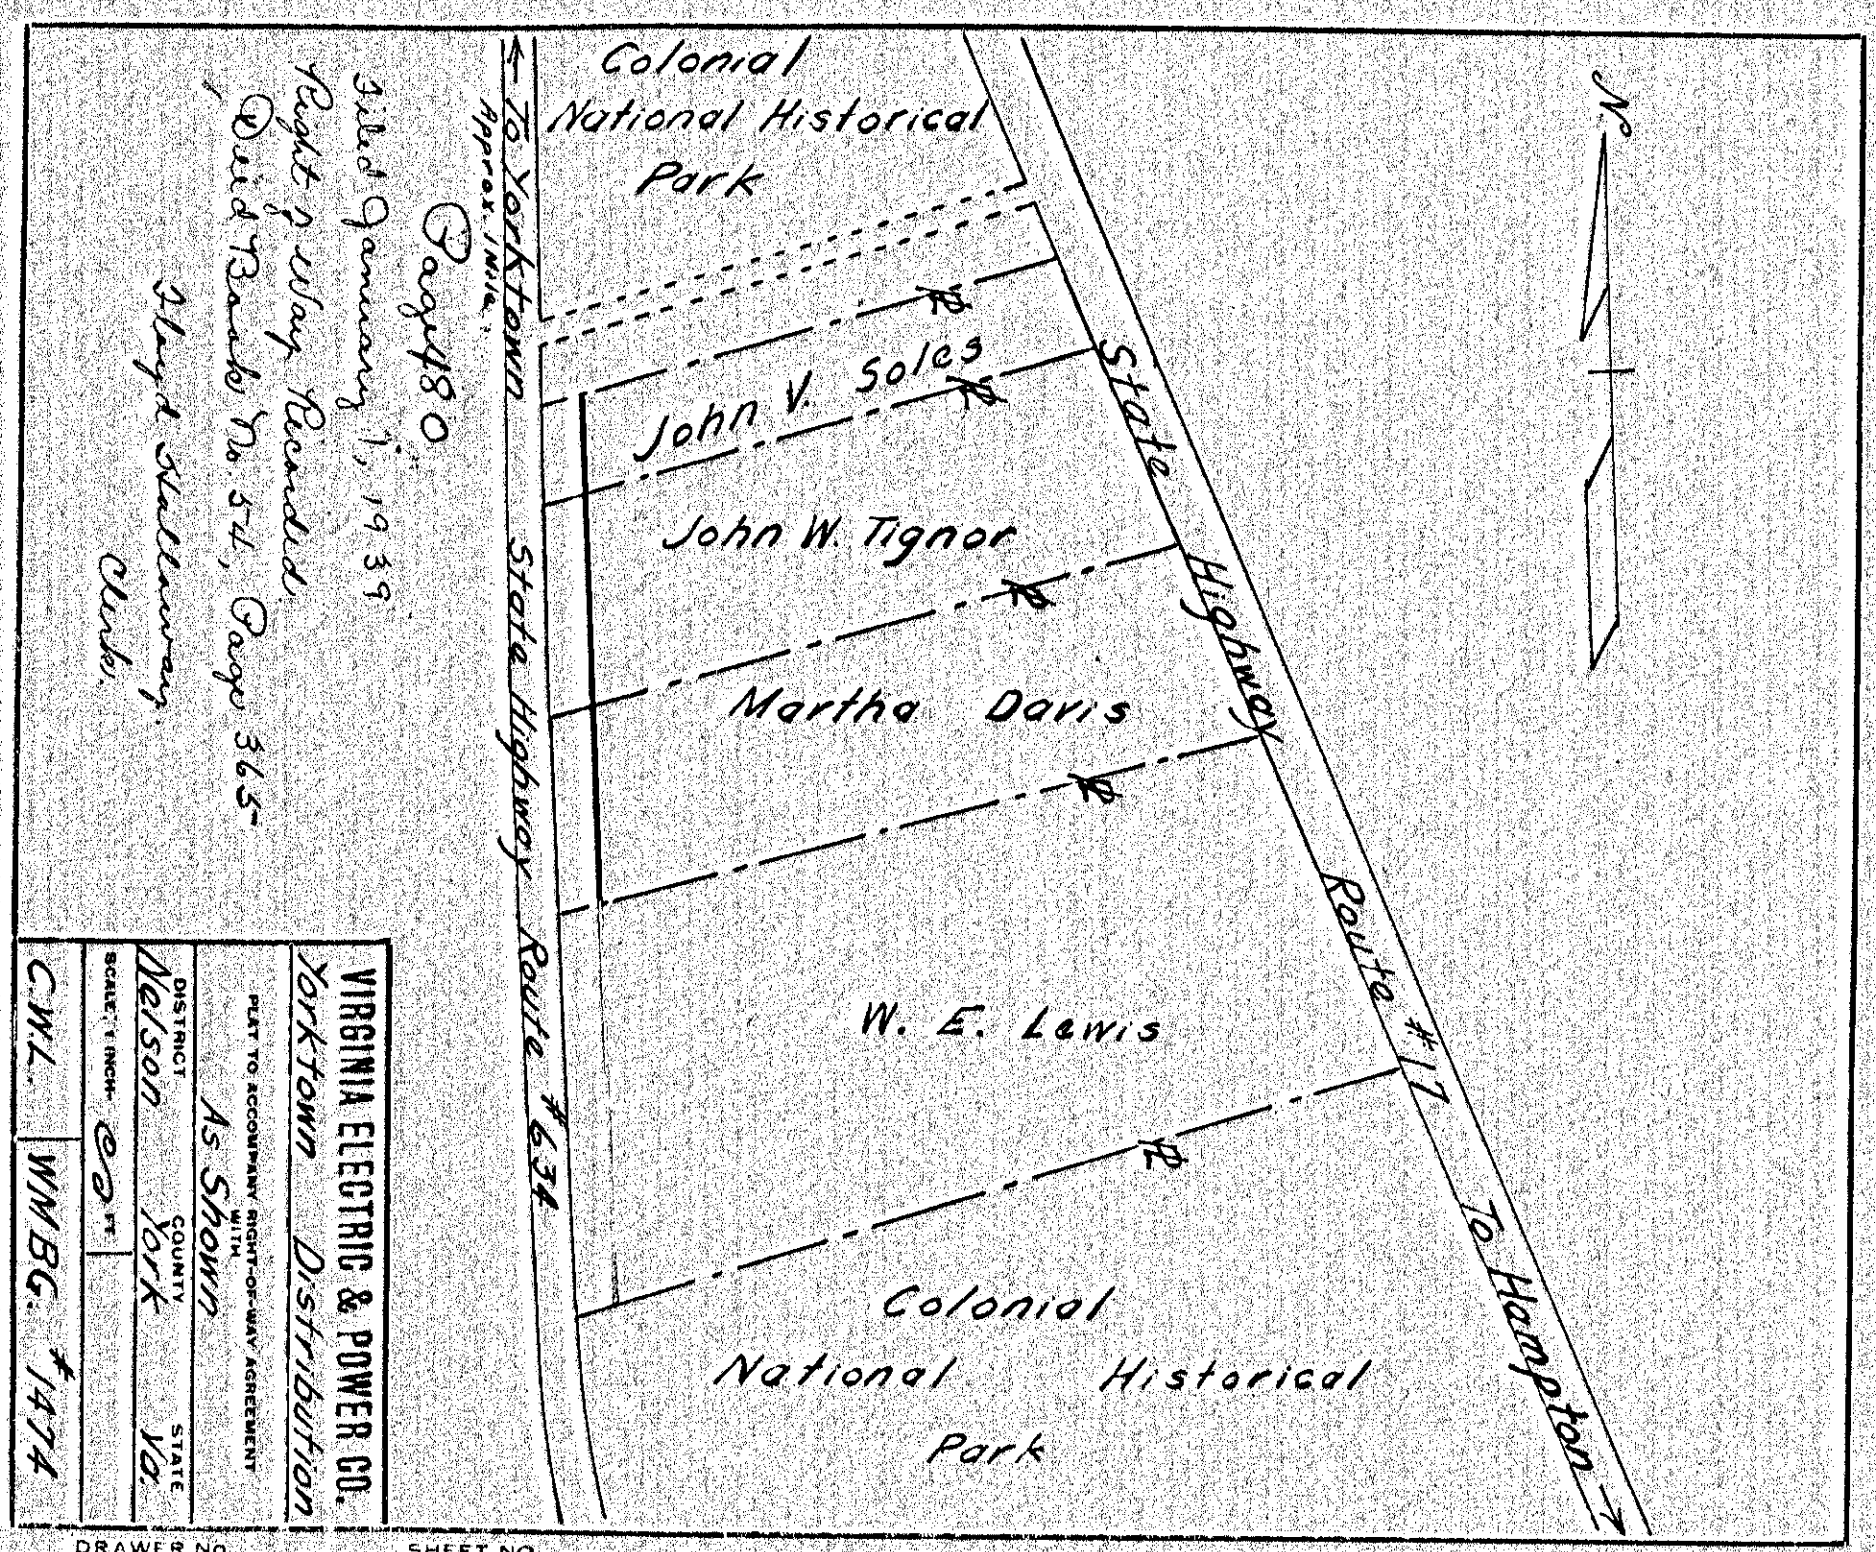 Colonial
National Historical
Park
John V. Soles
John W. Tignor
Martha Davis
W. E. Lewis
Colonial
National Historical
Park
N
State Highway Route #17 To Hampton →
← To Yorktown State Highway Route #634
Approx. 1 Mile.
Page 480
Filed January 7, 1939
Right of Way Recorded.
Deed Book No. 54, Page 365
Floyd Hallaway.
Clerk.
VIRGINIA ELECTRIC & POWER CO.
Yorktown Distribution
PLAT TO ACCOMPANY RIGHT-OF-WAY AGREEMENT
WITH
As Shown
DISTRICT COUNTY STATE
Nelson York Va.
SCALE: 1 INCH = FT.
C.W.L. WMBG. #1474
DRAWER NO. SHEET NO.